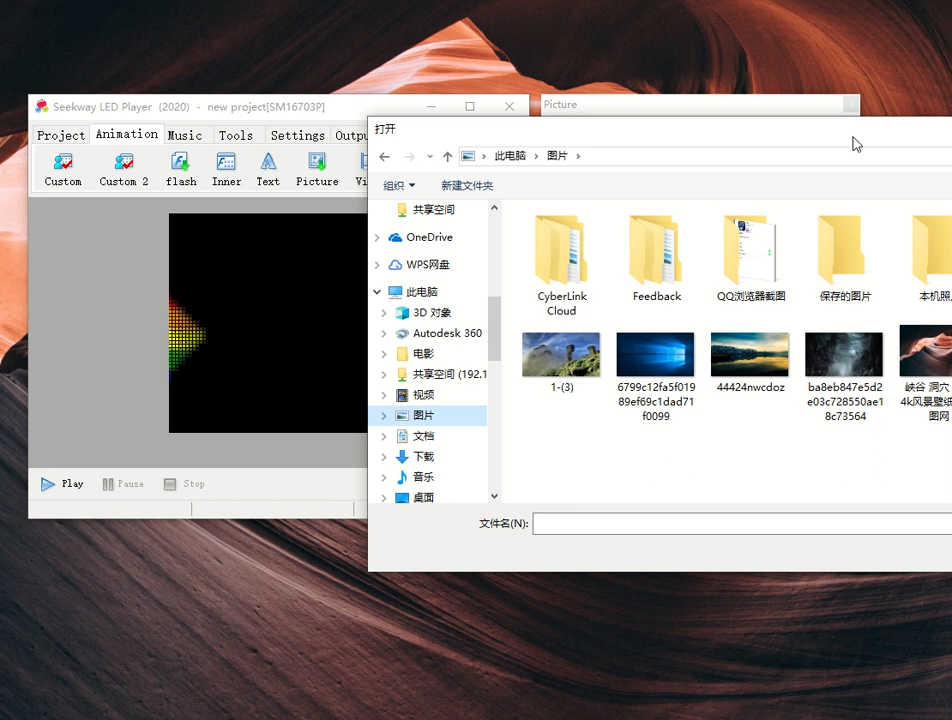 Seekway LED Player (2020) - new project[SM16703P]
Picture
Project Animation Music Tools Settings
Custom Custom 2 flash Inner Text Picture
Play Pause Stop
打开
此电脑 › 图片 ›
组织 新建文件夹
共享空间
OneDrive
WPS网盘
此电脑
3D 对象
Autodesk 360
电影
共享空间 (192.1
视频
图片
文档
下载
音乐
桌面
CyberLink
Cloud
Feedback
QQ浏览器截图
保存的图片
本机照
1-(3)
6799c12fa5f019
89ef69c1dad71
f0099
44424nwcdoz
ba8eb847e5d2
e03c728550ae1
8c73564
峡谷 洞穴
4k风景壁纸
图网
文件名(N):